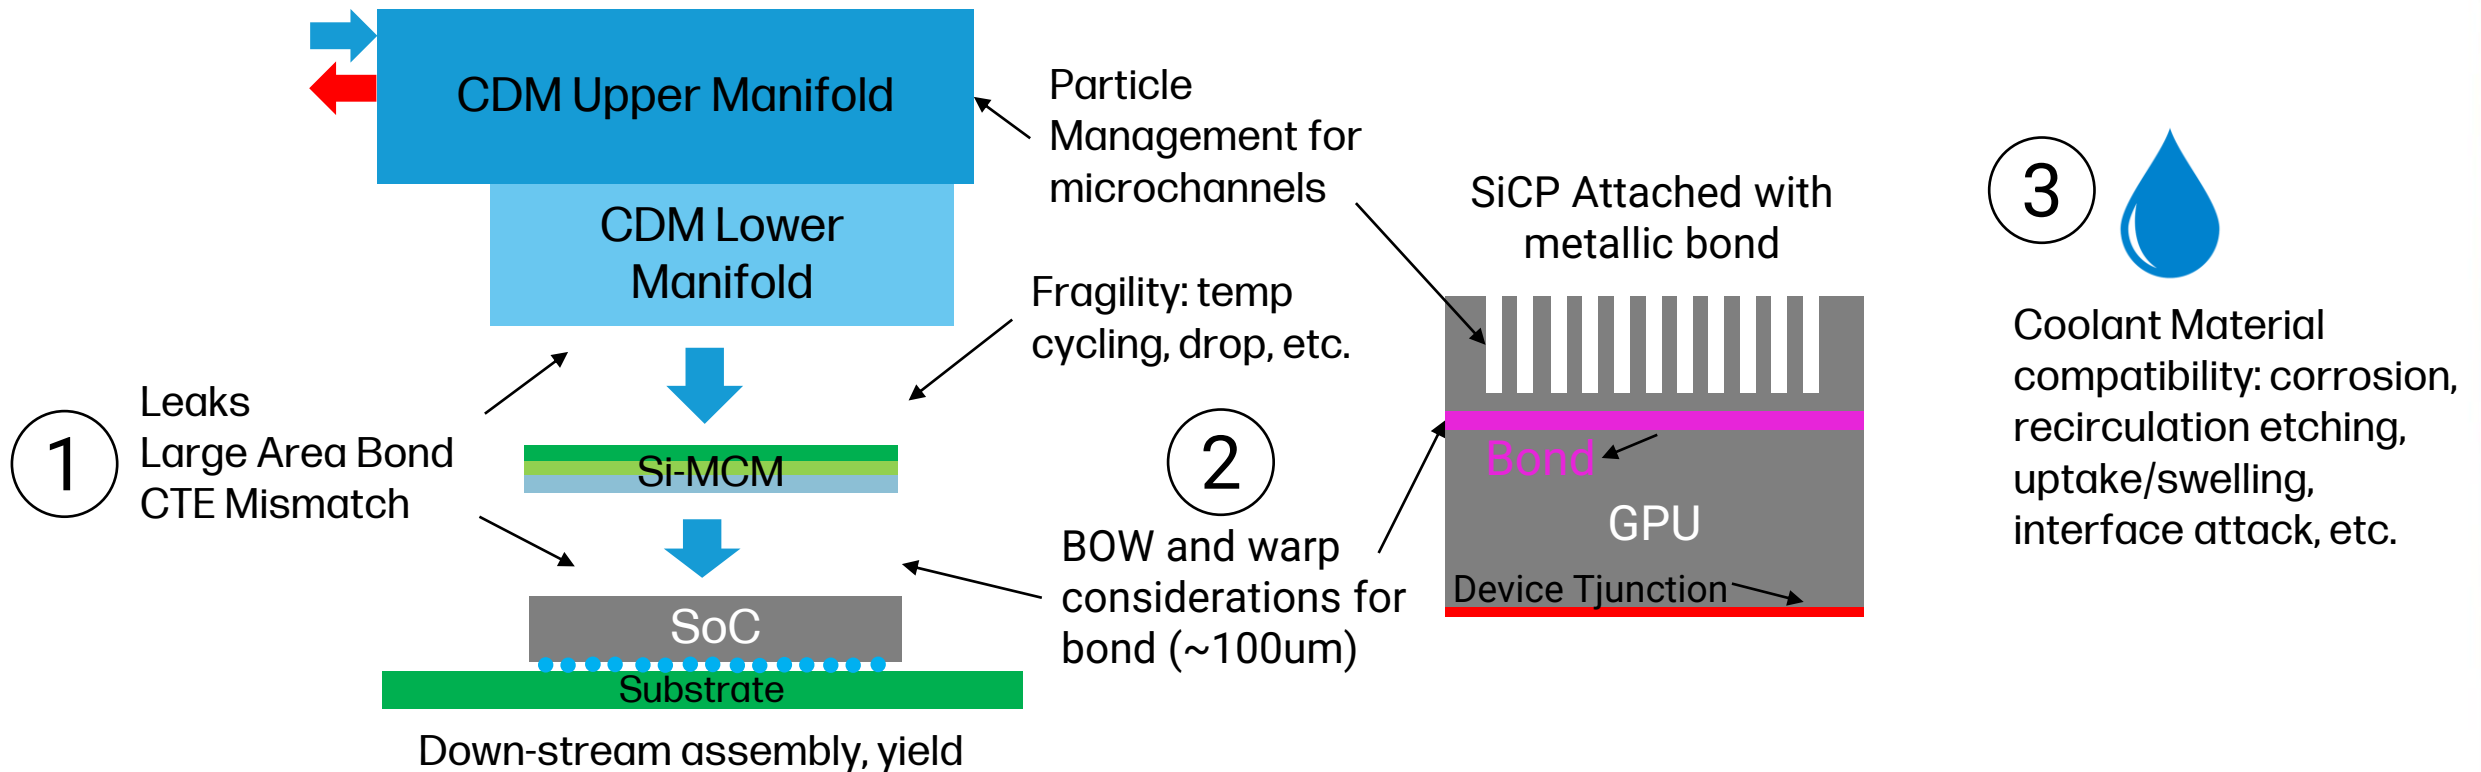 CDM Upper Manifold
CDM Lower
Manifold
Particle
Management for
microchannels
Fragility: temp
cycling, drop, etc.
1
Leaks
Large Area Bond
CTE Mismatch
Si-MCM
SoC
Substrate
Down-stream assembly, yield
2
BOW and warp
considerations for
bond (~100um)
SiCP Attached with
metallic bond
Bond
GPU
Device Tjunction
3
Coolant Material
compatibility: corrosion,
recirculation etching,
uptake/swelling,
interface attack, etc.